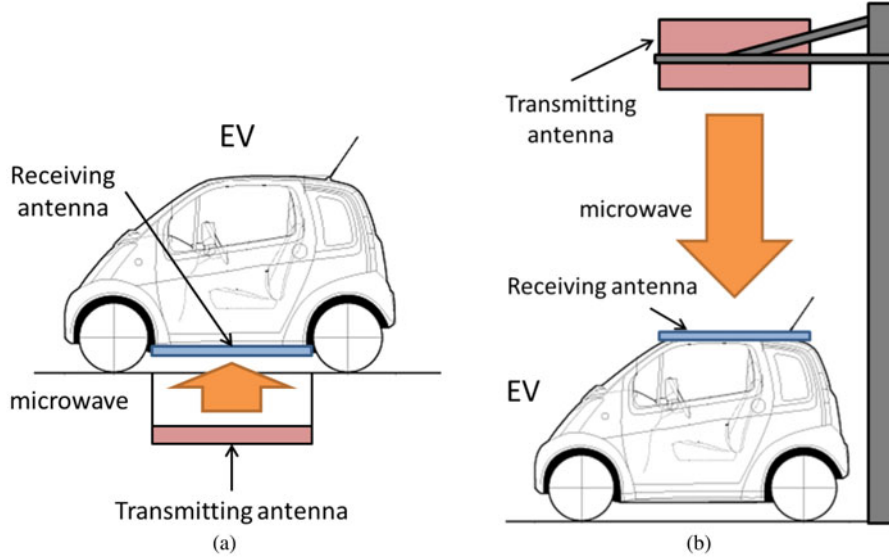 EV
Receiving
antenna
microwave
Transmitting antenna
(a)
Transmitting
antenna
microwave
Receiving antenna
EV
(b)